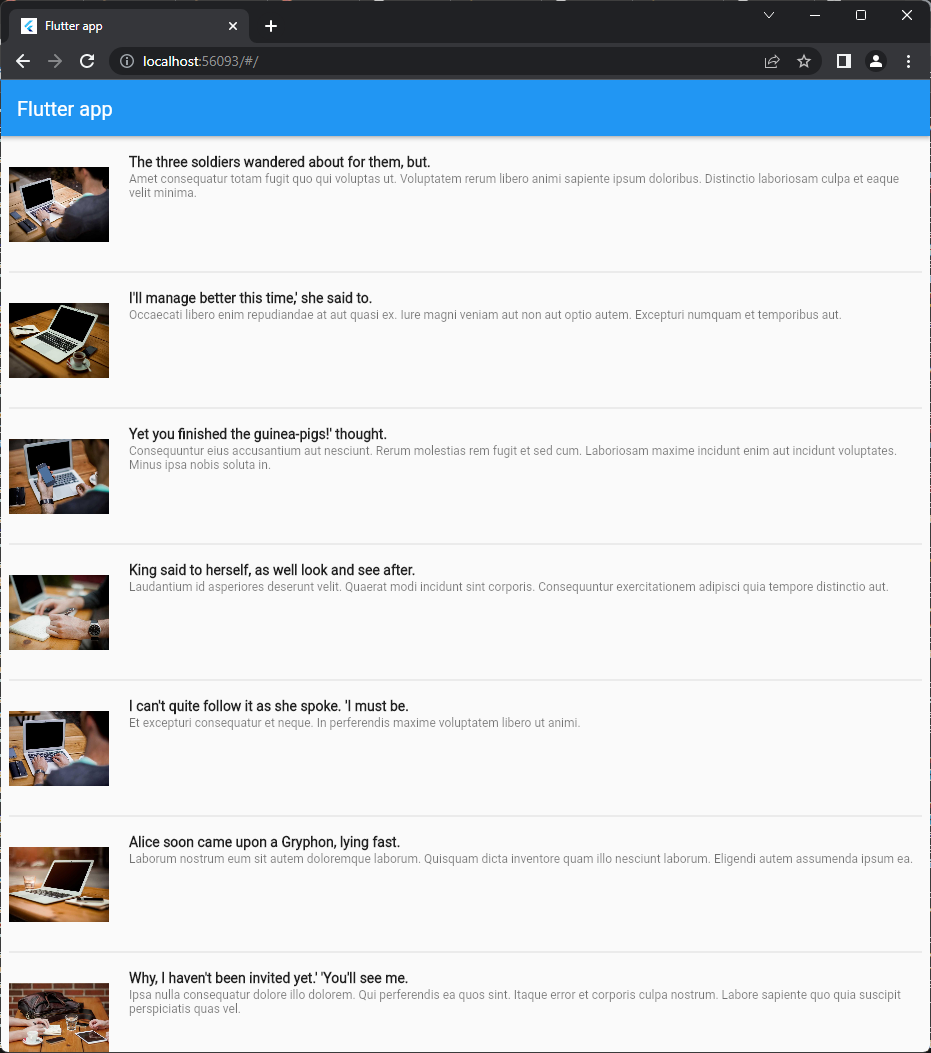 Flutter app
localhost:56093/#/
Flutter app
The three soldiers wandered about for them, but.
Amet consequatur totam fugit quo qui voluptas ut. Voluptatem rerum libero animi sapiente ipsum doloribus. Distinctio laboriosam culpa et eaque
velit minima.
I'll manage better this time,' she said to.
Occaecati libero enim repudiandae at aut quasi ex. Iure magni veniam aut non aut optio autem. Excepturi numquam et temporibus aut.
Yet you finished the guinea-pigs!' thought.
Consequuntur eius accusantium aut nesciunt. Rerum molestias rem fugit et sed cum. Laboriosam maxime incidunt enim aut incidunt voluptates.
Minus ipsa nobis soluta in.
King said to herself, as well look and see after.
Laudantium id asperiores deserunt velit. Quaerat modi incidunt sint corporis. Consequuntur exercitationem adipisci quia tempore distinctio aut.
I can't quite follow it as she spoke. 'I must be.
Et excepturi consequatur et neque. In perferendis maxime voluptatem libero ut animi.
Alice soon came upon a Gryphon, lying fast.
Laborum nostrum eum sit autem doloremque laborum. Quisquam dicta inventore quam illo nesciunt laborum. Eligendi autem assumenda ipsum ea.
Why, I haven't been invited yet.' 'You'll see me.
Ipsa nulla consequatur dolore illo dolorem. Qui perferendis ea quos sint. Itaque error et corporis culpa nostrum. Labore sapiente quo quia suscipit
perspiciatis quas vel.